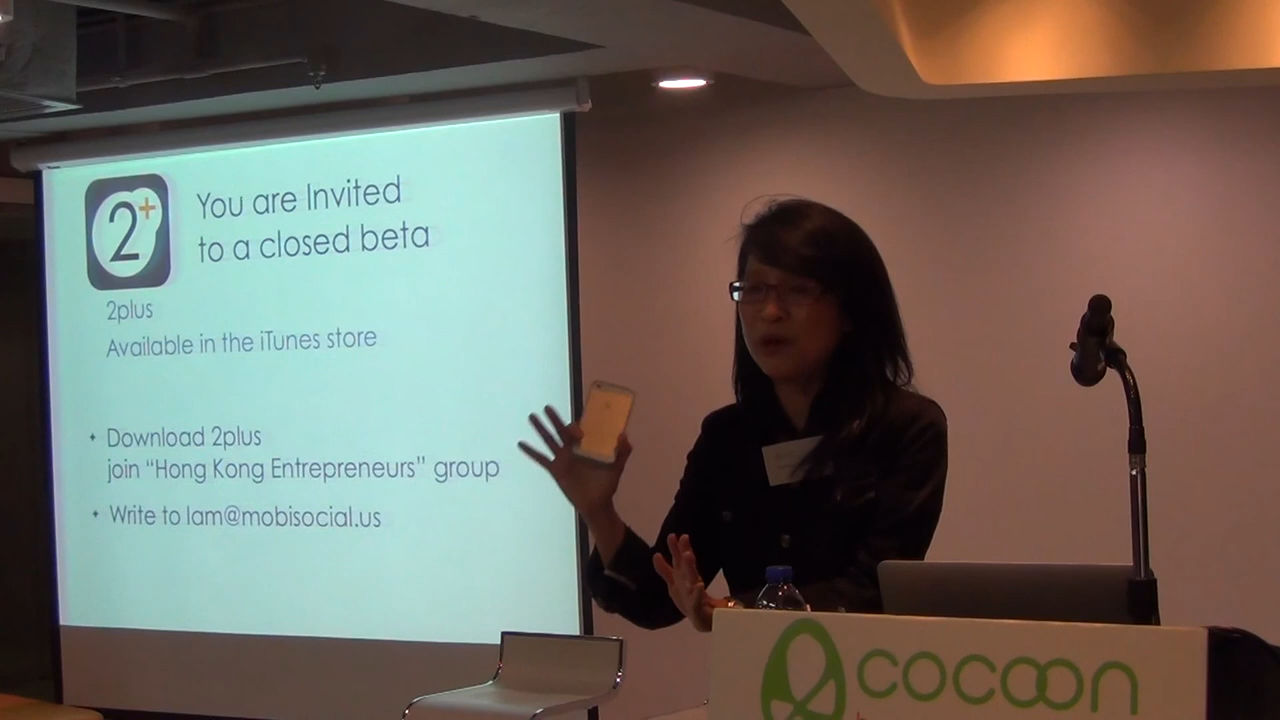 2+
You are Invited
to a closed beta
2plus
Available in the iTunes store
Download 2plus
join “Hong Kong Entrepreneurs” group
Write to lam@mobisocial.us
cocoon